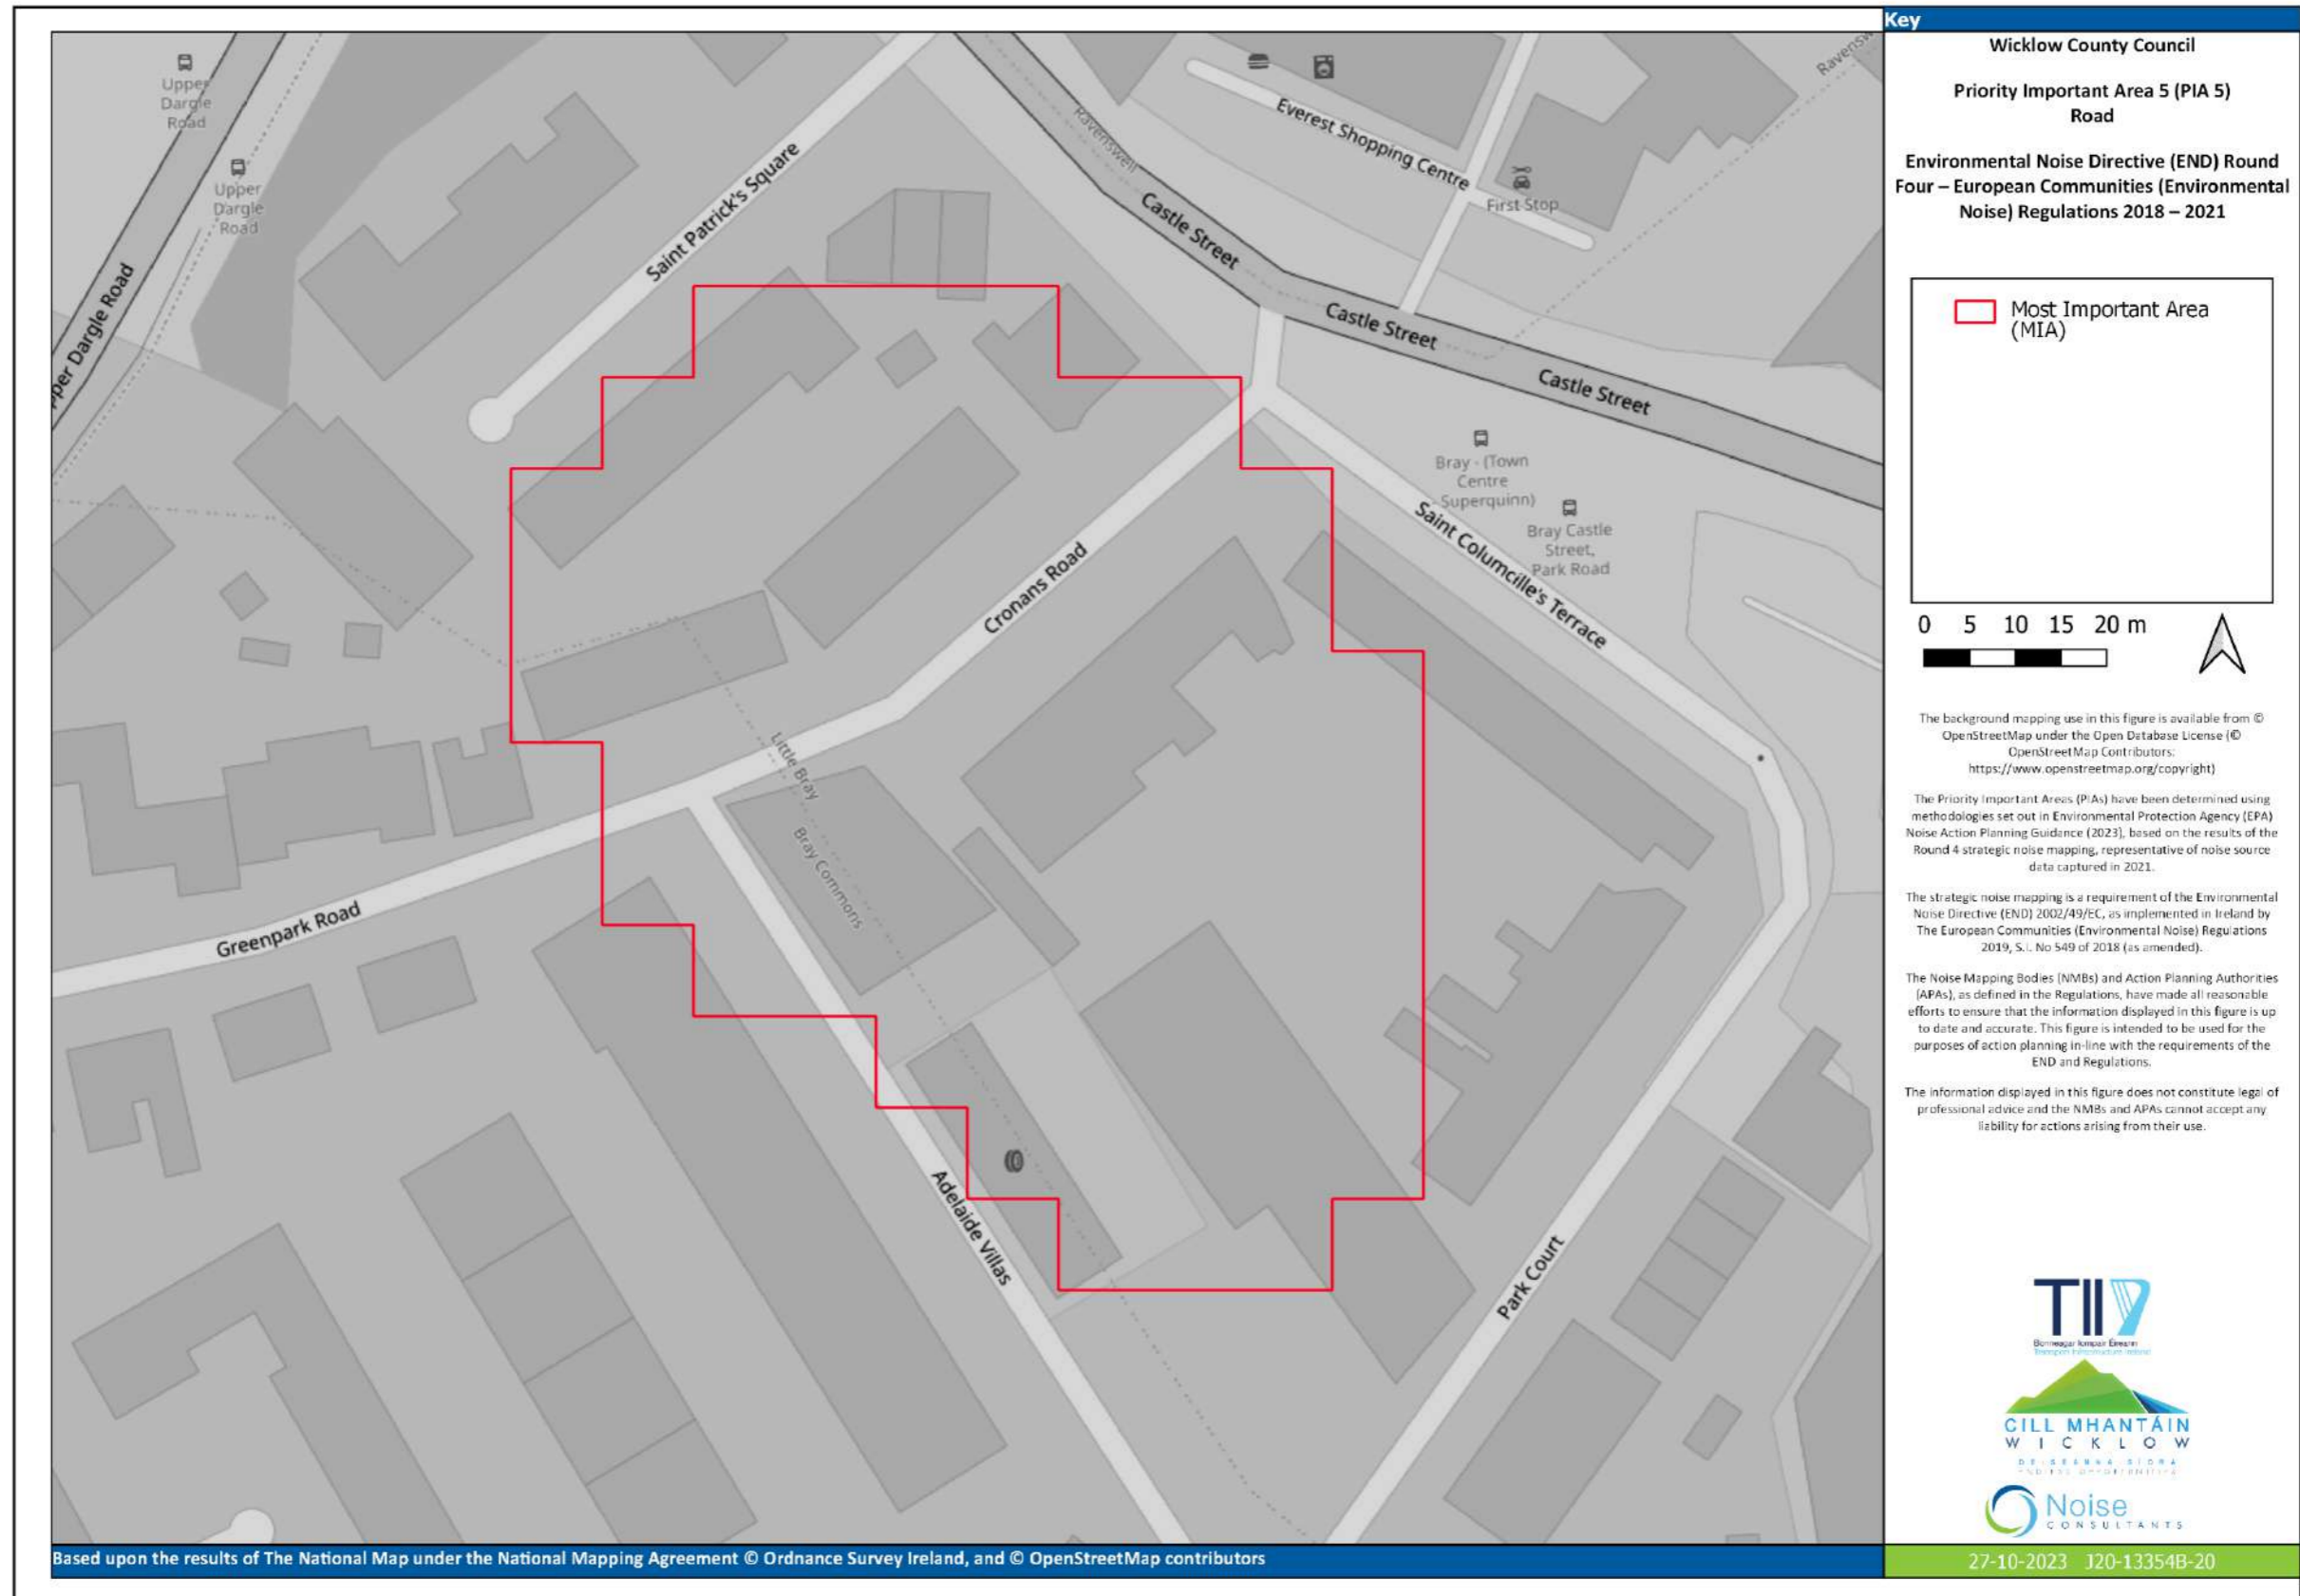 Upper
Dargle
Road
Upper
Dargle
Road
Saint Patrick's Square
Ravenswell
Castle Street
Everest Shopping Centre
First Stop
Castle Street
Castle Street
Bray - (Town
Centre
Superquinn)
Bray Castle
Street,
Park Road
Saint Columcille's Terrace
Cronans Road
Little Bray
Bray Commons
Greenpark Road
Adelaide Villas
Park Court
Based upon the results of The National Map under the National Mapping Agreement © Ordnance Survey Ireland, and © OpenStreetMap contributors
Key
Wicklow County Council
Priority Important Area 5 (PIA 5)
Road
Environmental Noise Directive (END) Round
Four – European Communities (Environmental
Noise) Regulations 2018 – 2021
Most Important Area
(MIA)
0 5 10 15 20 m
The background mapping use in this figure is available from ©
OpenStreetMap under the Open Database License (©
OpenStreetMap Contributors:
https://www.openstreetmap.org/copyright)
The Priority Important Areas (PIAs) have been determined using
methodologies set out in Environmental Protection Agency (EPA)
Noise Action Planning Guidance (2023), based on the results of the
Round 4 strategic noise mapping, representative of noise source
data captured in 2021.
The strategic noise mapping is a requirement of the Environmental
Noise Directive (END) 2002/49/EC, as implemented in Ireland by
The European Communities (Environmental Noise) Regulations
2019, S.I. No 549 of 2018 (as amended).
The Noise Mapping Bodies (NMBs) and Action Planning Authorities
(APAs), as defined in the Regulations, have made all reasonable
efforts to ensure that the information displayed in this figure is up
to date and accurate. This figure is intended to be used for the
purposes of action planning in-line with the requirements of the
END and Regulations.
The information displayed in this figure does not constitute legal of
professional advice and the NMBs and APAs cannot accept any
liability for actions arising from their use.
TII
Bonneagar Iompair Éireann
Transport Infrastructure Ireland
CILL MHANTÁIN
WICKLOW
Noise
CONSULTANTS
27-10-2023 J20-13354B-20